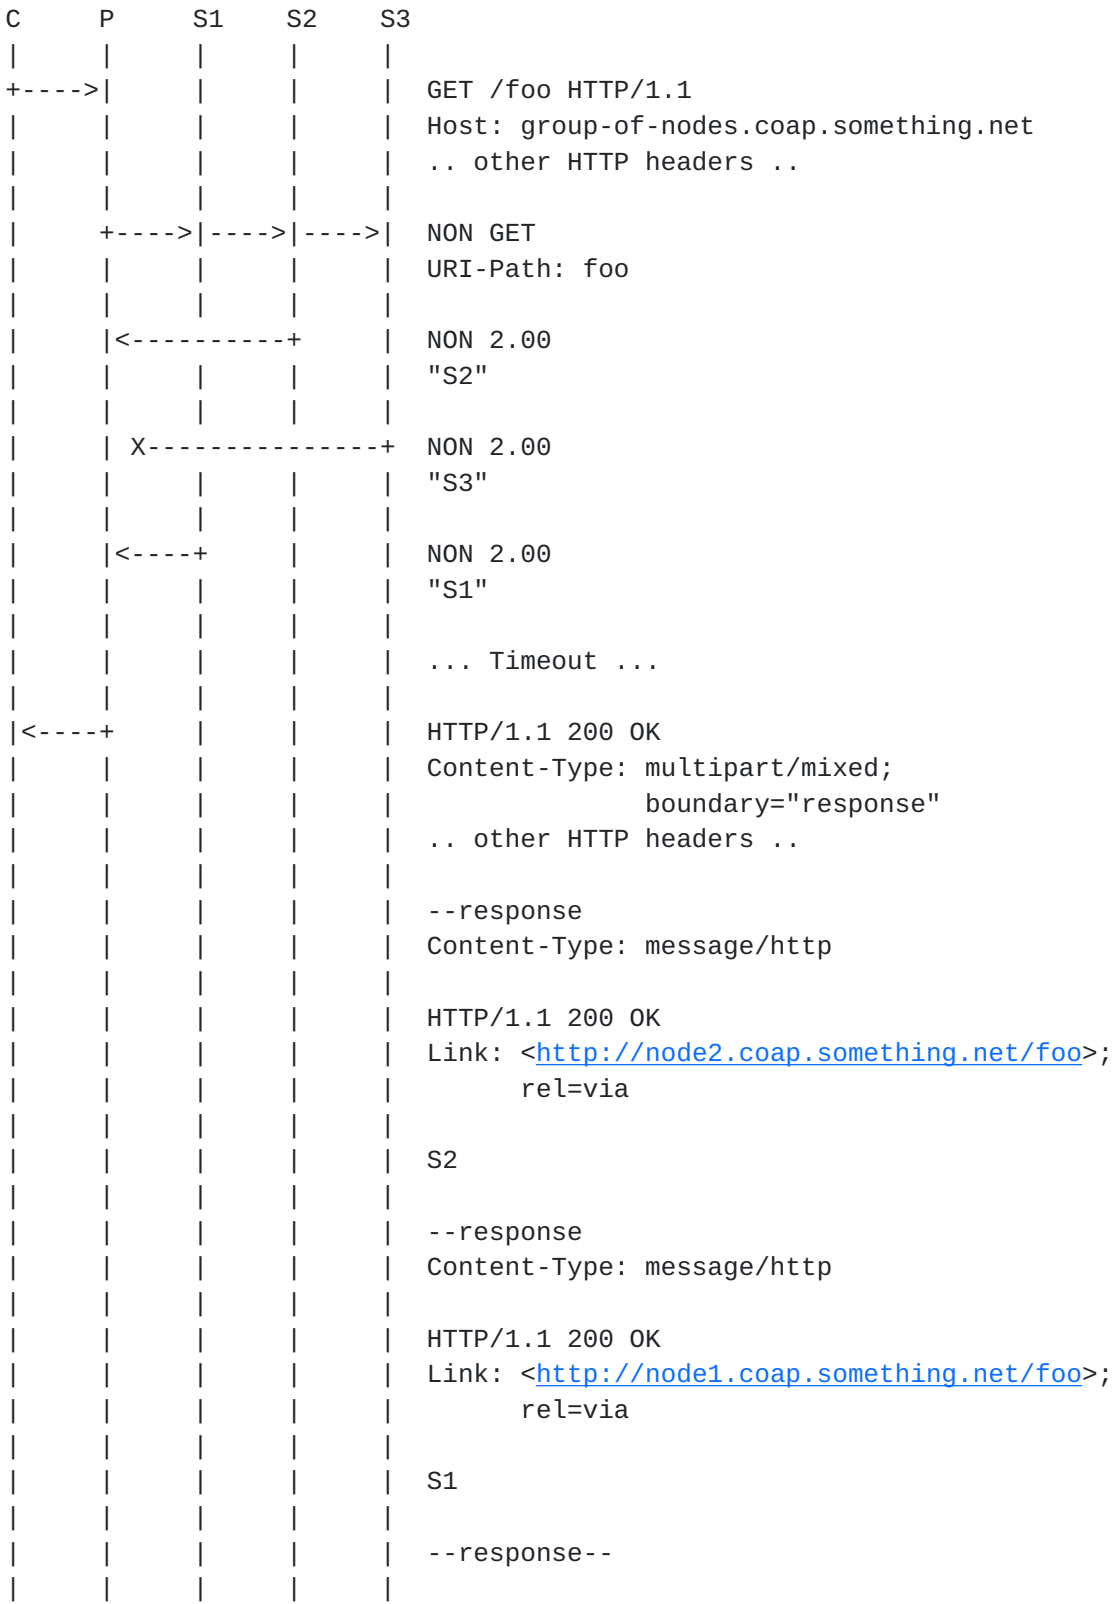 C     P     S1    S2    S3
|     |     |     |     |
+---->|     |     |     |  GET /foo HTTP/1.1
|     |     |     |     |  Host: group-of-nodes.coap.something.net
|     |     |     |     |  .. other HTTP headers ..
|     |     |     |     |
|     +---->|---->|---->|  NON GET
|     |     |     |     |  URI-Path: foo
|     |     |     |     |
|     |<----------+     |  NON 2.00
|     |     |     |     |  "S2"
|     |     |     |     |
|     | X---------------+  NON 2.00
|     |     |     |     |  "S3"
|     |     |     |     |
|     |<----+     |     |  NON 2.00
|     |     |     |     |  "S1"
|     |     |     |     |
|     |     |     |     |  ... Timeout ...
|     |     |     |     |
|<----+     |     |     |  HTTP/1.1 200 OK
|     |     |     |     |  Content-Type: multipart/mixed;
|     |     |     |     |                boundary="response"
|     |     |     |     |  .. other HTTP headers ..
|     |     |     |     |
|     |     |     |     |  --response
|     |     |     |     |  Content-Type: message/http
|     |     |     |     |
|     |     |     |     |  HTTP/1.1 200 OK
|     |     |     |     |  Link: <http://node2.coap.something.net/foo>;
|     |     |     |     |        rel=via
|     |     |     |     |
|     |     |     |     |  S2
|     |     |     |     |
|     |     |     |     |  --response
|     |     |     |     |  Content-Type: message/http
|     |     |     |     |
|     |     |     |     |  HTTP/1.1 200 OK
|     |     |     |     |  Link: <http://node1.coap.something.net/foo>;
|     |     |     |     |        rel=via
|     |     |     |     |
|     |     |     |     |  S1
|     |     |     |     |
|     |     |     |     |  --response--
|     |     |     |     |